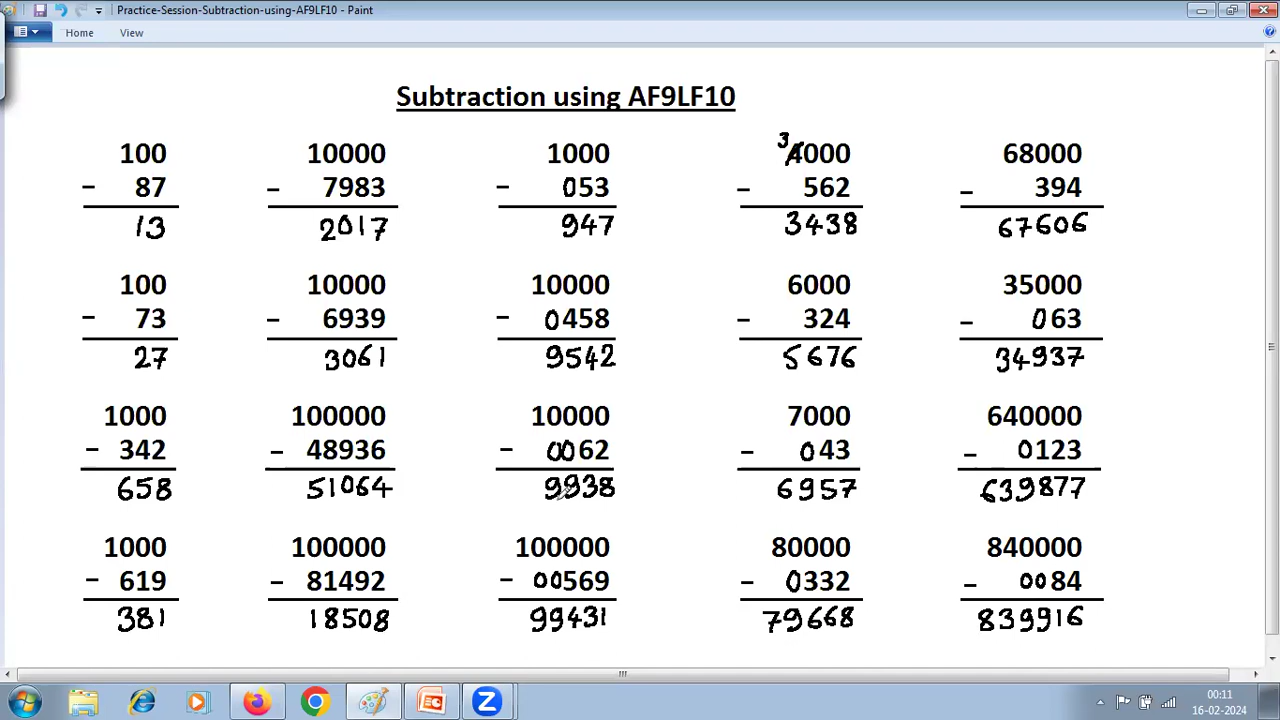 Practice-Session-Subtraction-using-AF9LF10 - Paint
Home View
Subtraction using AF9LF10
100 10000 1000 3 4000 68000
- 87 - 7983 - 053 - 562 - 394
13 2017 947 3438 67606
100 10000 10000 6000 35000
- 73 - 6939 - 0458 - 324 - 063
27 3061 9542 5676 34937
1000 100000 10000 7000 640000
- 342 - 48936 - 0062 - 043 - 0123
658 51064 9938 6957 639877
1000 100000 100000 80000 840000
- 619 - 81492 - 00569 - 0332 - 0084
381 18508 99431 79668 839916
00:11
16-02-2024